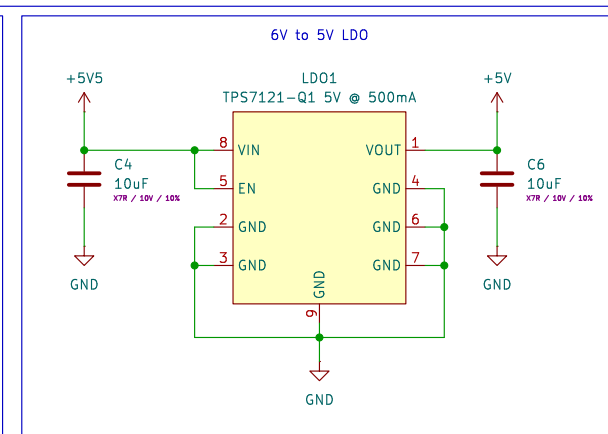 6V to 5V LDO
+5V5
LDO1
+5V
TPS7121-Q1 5V @ 500mA
8 VIN
VOUT 1
C4
10uF
X7R / 10V / 10%
5 EN
GND 4
C6
10uF
X7R / 10V / 10%
2 GND
GND 6
3 GND
GND 7
GND
9
GND
GND
GND